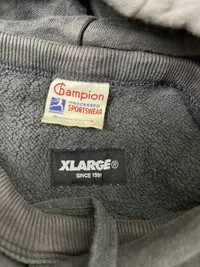 Champion
PROCESSED
SPORTSWEAR
XLARGE®
SINCE 1991